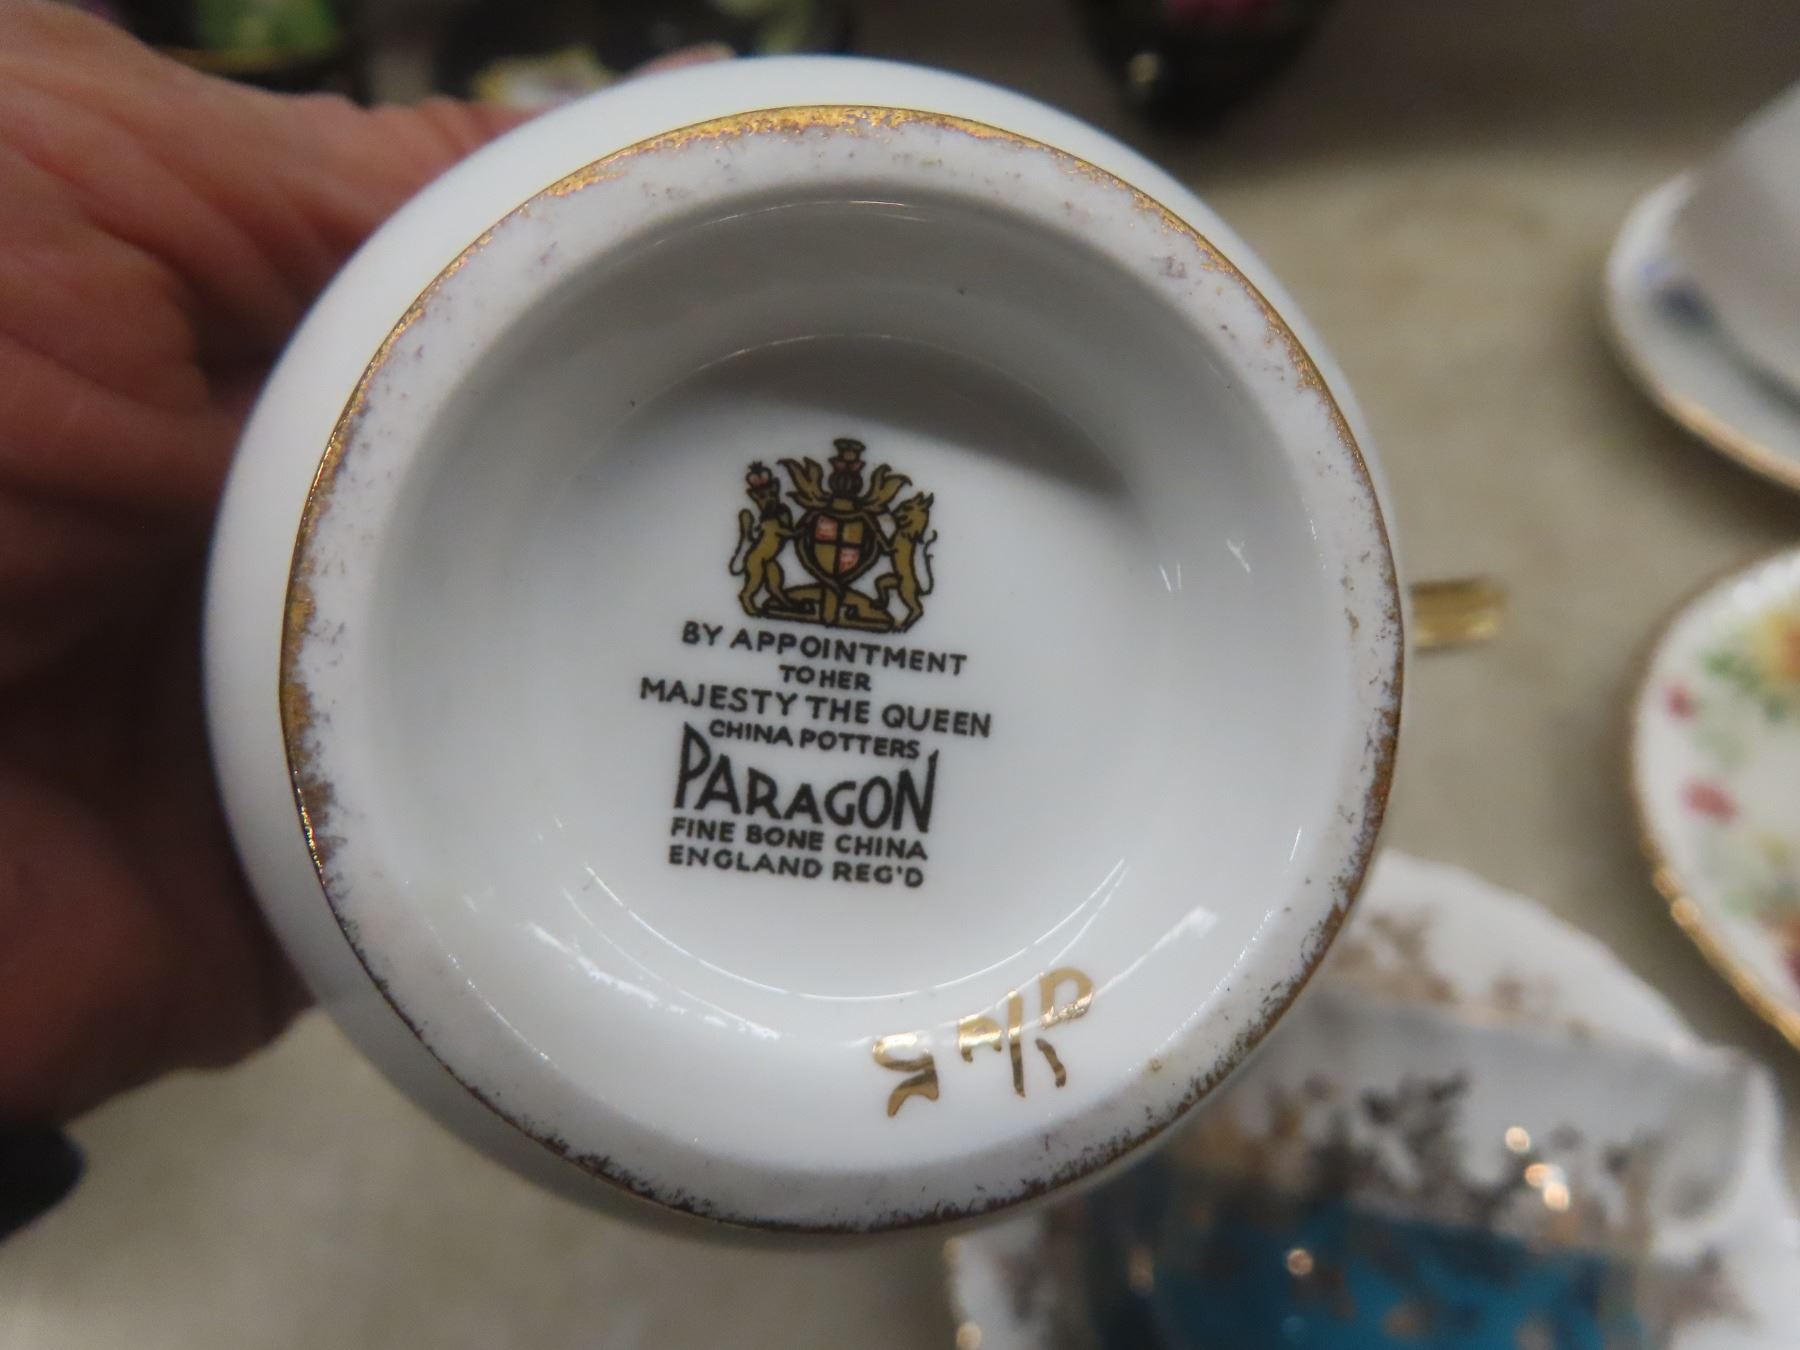 BY APPOINTMENT
TO HER
MAJESTY THE QUEEN
CHINA POTTERS
PARAGON
FINE BONE CHINA
ENGLAND REG'D